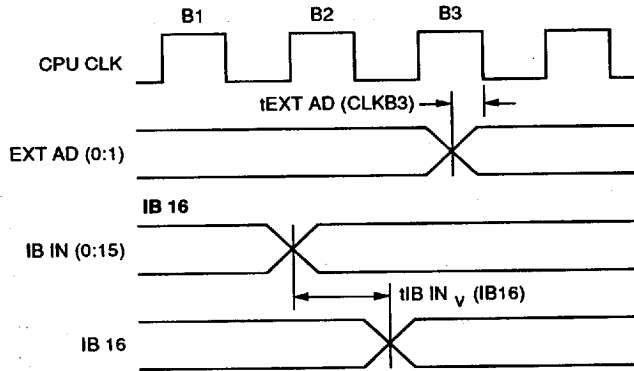 B1 B2 B3
CPU CLK
tEXT AD (CLKB3)
EXT AD (0:1)
IB 16
IB IN (0:15)
tIB IN V (IB16)
IB 16